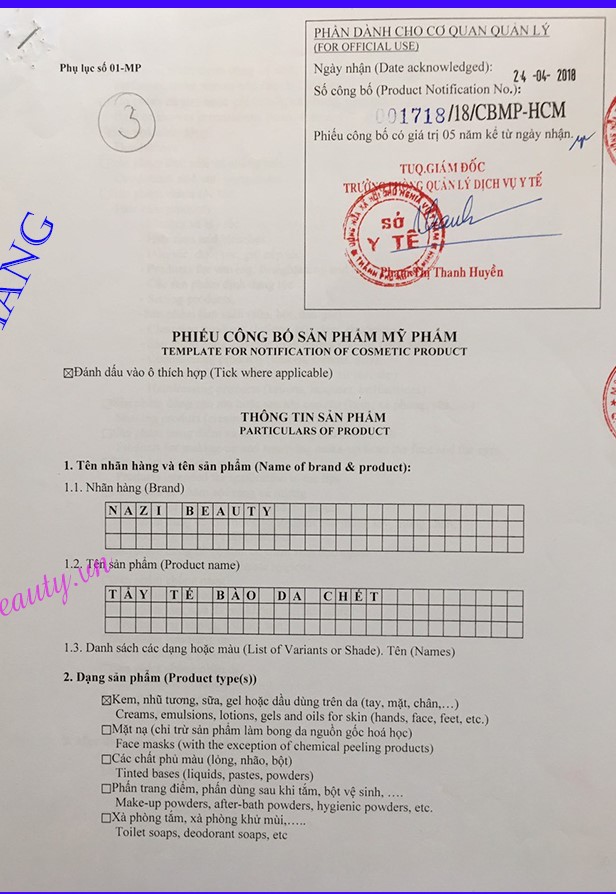 Phụ lục số 01-MP
3
PHẦN DÀNH CHO CƠ QUAN QUẢN LÝ
(FOR OFFICIAL USE)
Ngày nhận (Date acknowledged): 24 -04- 2018
Số công bố (Product Notification No.):
001718/18/CBMP-HCM
Phiếu công bố có giá trị 05 năm kể từ ngày nhận.
TUQ.GIÁM ĐỐC
TRƯỞNG PHÒNG QUẢN LÝ DỊCH VỤ Y TẾ
SỞ
Y TẾ
Phạm Thị Thanh Huyền
PHIẾU CÔNG BỐ SẢN PHẨM MỸ PHẨM
TEMPLATE FOR NOTIFICATION OF COSMETIC PRODUCT
☒Đánh dấu vào ô thích hợp (Tick where applicable)
THÔNG TIN SẢN PHẨM
PARTICULARS OF PRODUCT
1. Tên nhãn hàng và tên sản phẩm (Name of brand & product):
1.1. Nhãn hàng (Brand)
NAZI BEAUTY
1.2. Tên sản phẩm (Product name)
TẨY TẾ BÀO DA CHẾT
1.3. Danh sách các dạng hoặc màu (List of Variants or Shade). Tên (Names)
2. Dạng sản phẩm (Product type(s))
☒Kem, nhũ tương, sữa, gel hoặc dầu dùng trên da (tay, mặt, chân,…)
Creams, emulsions, lotions, gels and oils for skin (hands, face, feet, etc.)
☐Mặt nạ (chỉ trừ sản phẩm làm bong da nguồn gốc hoá học)
Face masks (with the exception of chemical peeling products)
☐Các chất phủ màu (lỏng, nhão, bột)
Tinted bases (liquids, pastes, powders)
☐Phấn trang điểm, phấn dùng sau khi tắm, bột vệ sinh, ….
Make-up powders, after-bath powders, hygienic powders, etc.
☐Xà phòng tắm, xà phòng khử mùi,…..
Toilet soaps, deodorant soaps, etc
eauty.vn